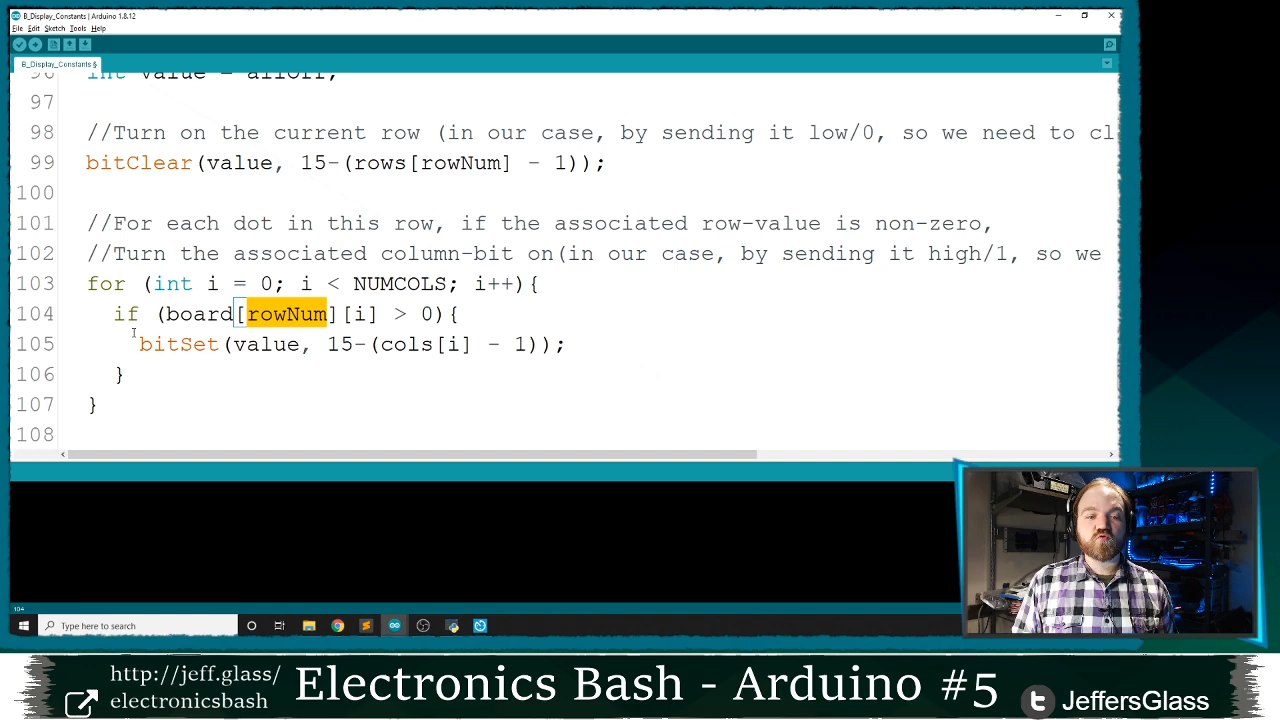 B_Display_Constants | Arduino 1.8.12
File Edit Sketch Tools Help
B_Display_Constants §
96 int value = allOff;
97
98 //Turn on the current row (in our case, by sending it low/0, so we need to cl
99 bitClear(value, 15-(rows[rowNum] - 1));
100
101 //For each dot in this row, if the associated row-value is non-zero,
102 //Turn the associated column-bit on(in our case, by sending it high/1, so we
103 for (int i = 0; i < NUMCOLS; i++){
104 if (board[rowNum][i] > 0){
105 bitSet(value, 15-(cols[i] - 1));
106 }
107 }
108
104
Type here to search
http://jeff.glass/
electronicsbash
Electronics Bash - Arduino #5
JeffersGlass